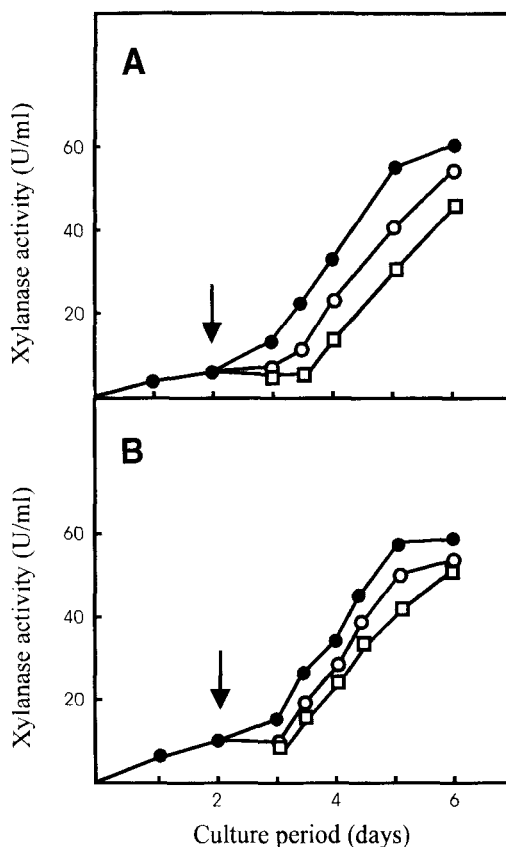 A
Xylanase activity (U/ml)
60
40
20
B
Xylanase activity (U/ml)
60
40
20
2
4
6
Culture period (days)